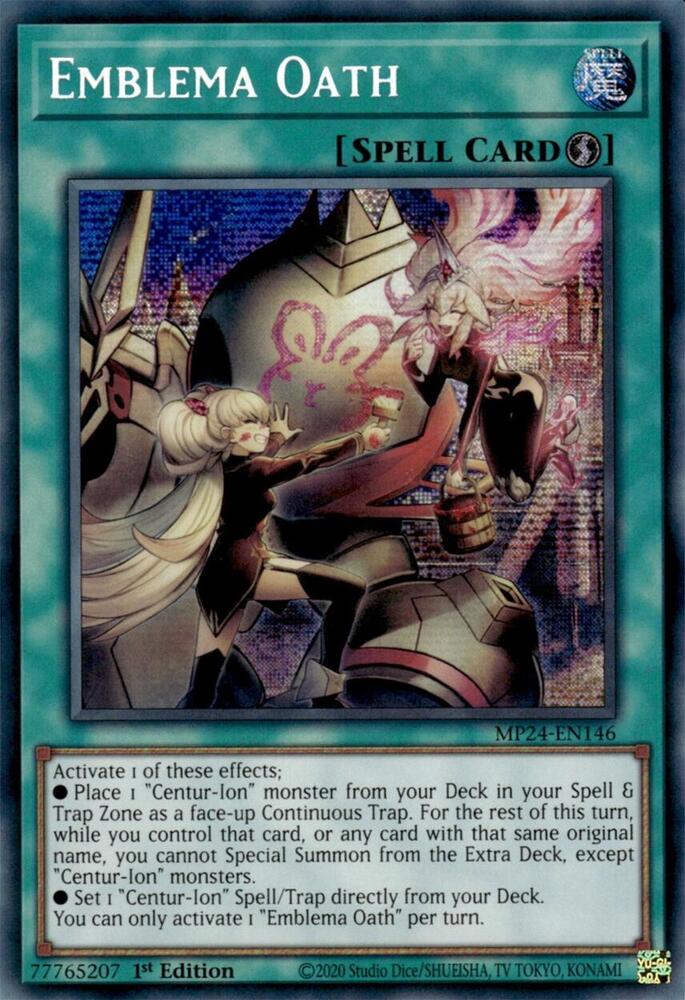 EMBLEMA OATH
SPELL
魔
[SPELL CARD]
MP24-EN146
Activate 1 of these effects;
● Place 1 "Centur-Ion" monster from your Deck in your Spell &
Trap Zone as a face-up Continuous Trap. For the rest of this turn,
while you control that card, or any card with that same original
name, you cannot Special Summon from the Extra Deck, except
"Centur-Ion" monsters.
● Set 1 "Centur-Ion" Spell/Trap directly from your Deck.
You can only activate 1 "Emblema Oath" per turn.
77765207 1st Edition ©2020 Studio Dice/SHUEISHA, TV TOKYO, KONAMI